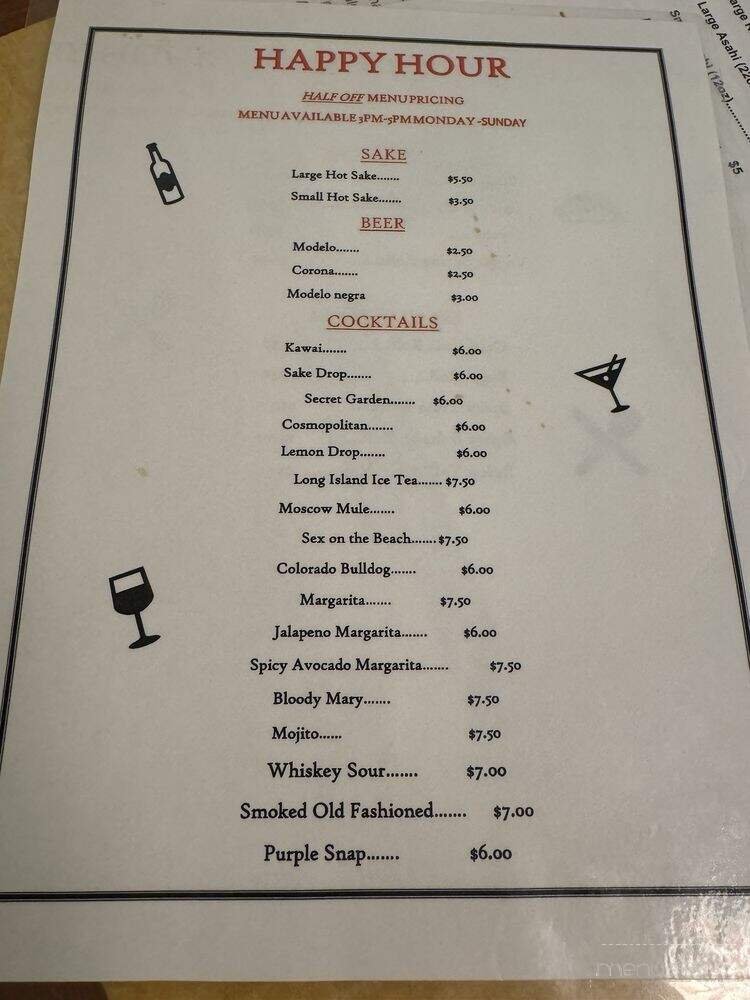 HAPPY HOUR
HALF OFF MENU PRICING
MENU AVAILABLE 3PM-5PM MONDAY -SUNDAY
SAKE
Large Hot Sake....... $5.50
Small Hot Sake....... $3.50
BEER
Modelo....... $2.50
Corona....... $2.50
Modelo negra $3.00
COCKTAILS
Kawai....... $6.00
Sake Drop....... $6.00
Secret Garden....... $6.00
Cosmopolitan....... $6.00
Lemon Drop....... $6.00
Long Island Ice Tea....... $7.50
Moscow Mule....... $6.00
Sex on the Beach....... $7.50
Colorado Bulldog....... $6.00
Margarita....... $7.50
Jalapeno Margarita....... $6.00
Spicy Avocado Margarita....... $7.50
Bloody Mary....... $7.50
Mojito...... $7.50
Whiskey Sour....... $7.00
Smoked Old Fashioned....... $7.00
Purple Snap....... $6.00
Large Asahi (22o
(12oz)..........
$5